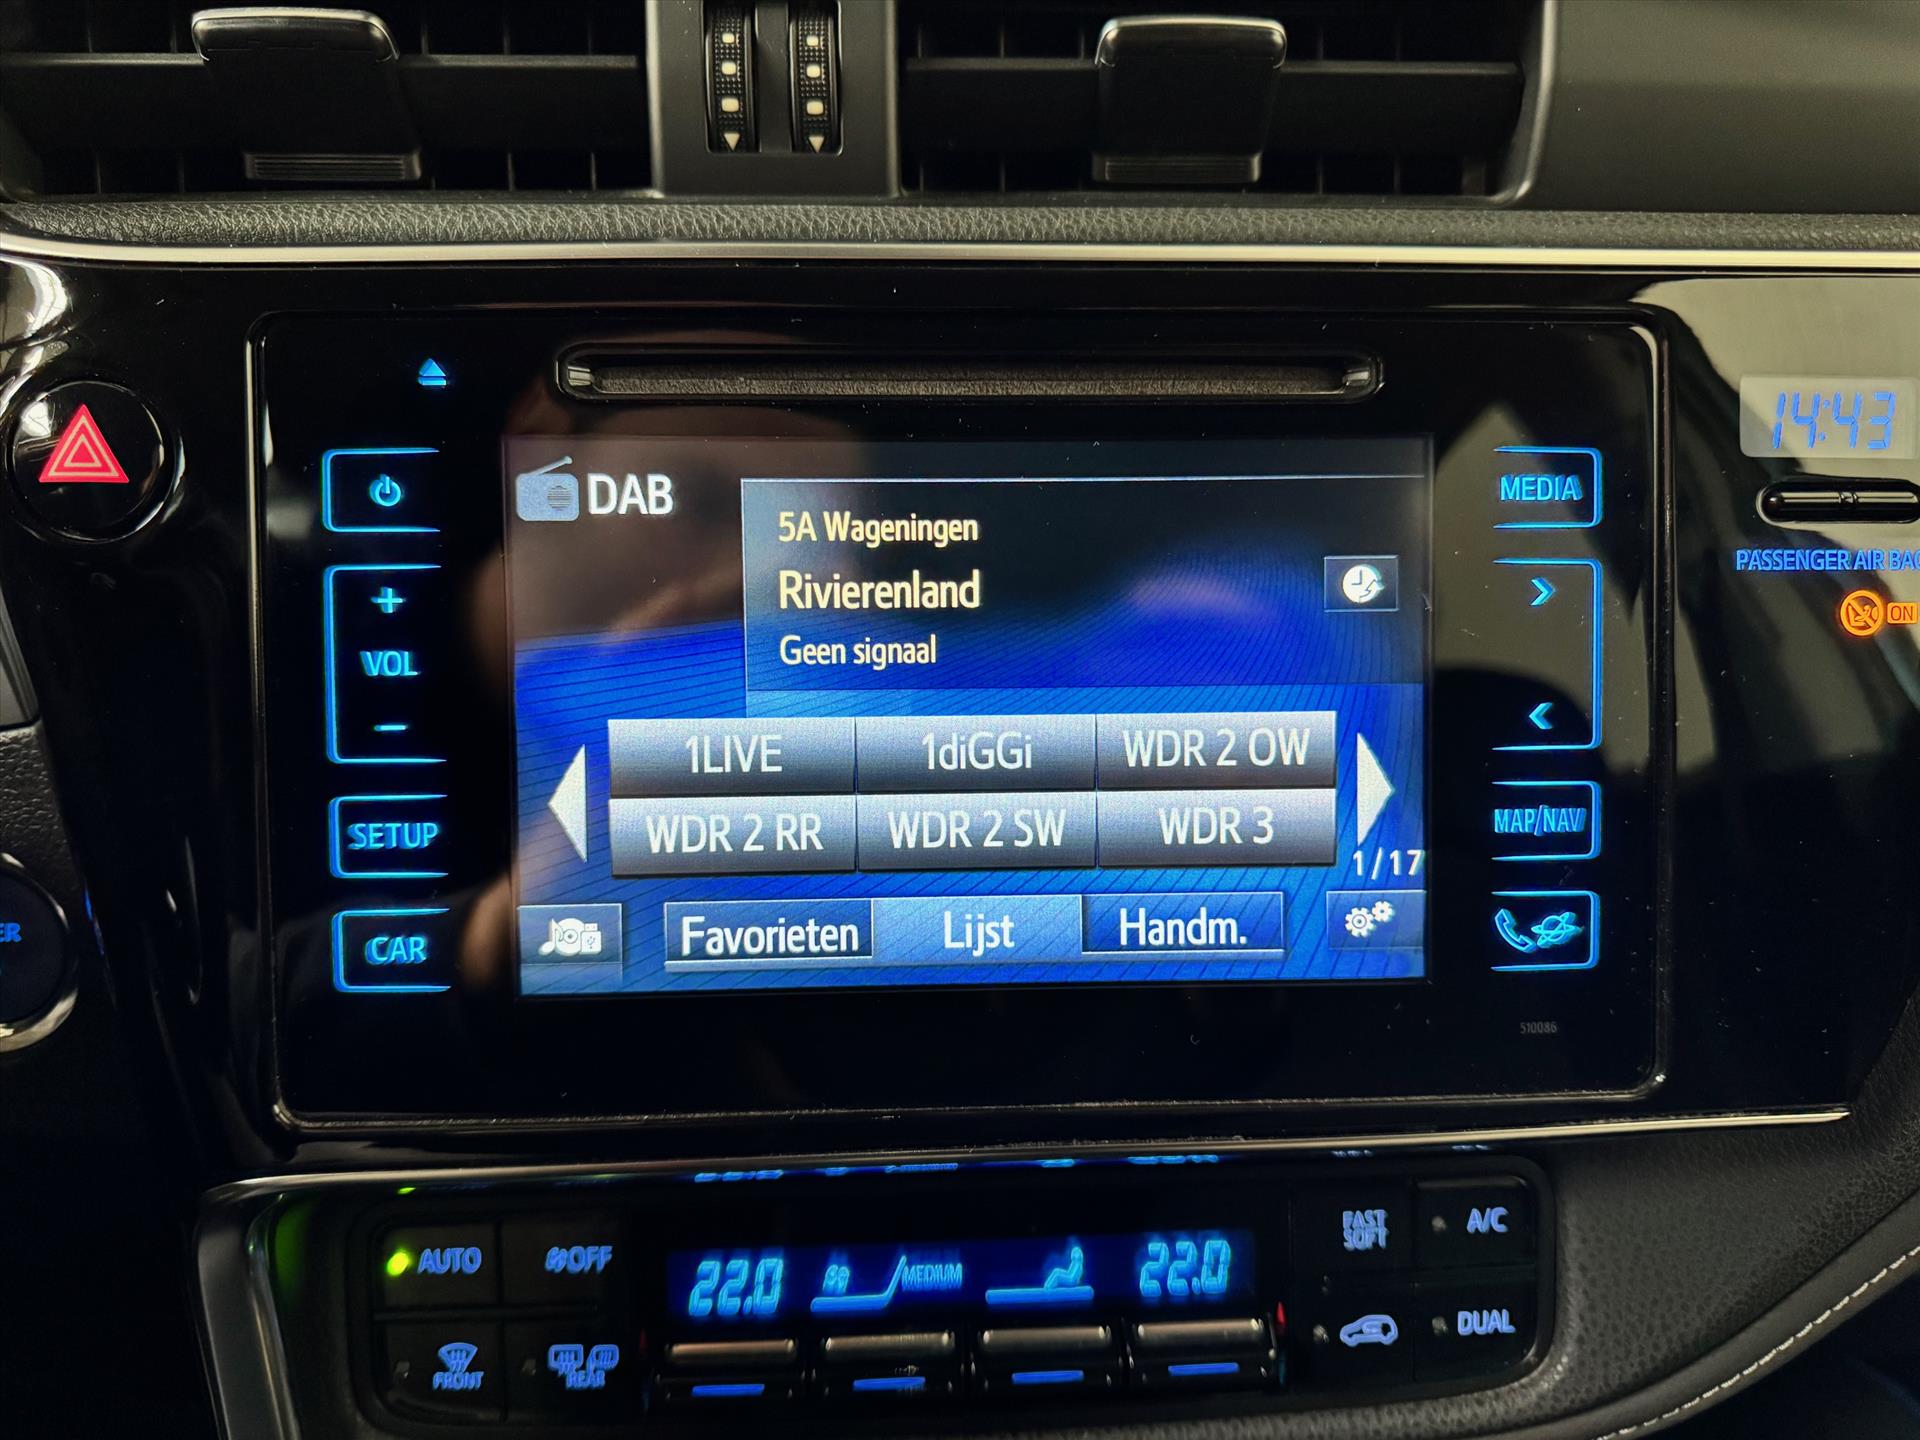 14:43
MEDIA
DAB
5A Wageningen
Rivierenland
Geen signaal
PASSENGER AIR
ON
+
VOL
-
1LIVE
1diGGi
WDR 2 OW
WDR 2 RR
WDR 2 SW
WDR 3
1/17
SETUP
MAP/NAV
Favorieten
Lijst
Handm.
CAR
510086
AUTO
OFF
22.0
MEDIUM
22.0
FAST
SOFT
A/C
FRONT
REAR
DUAL